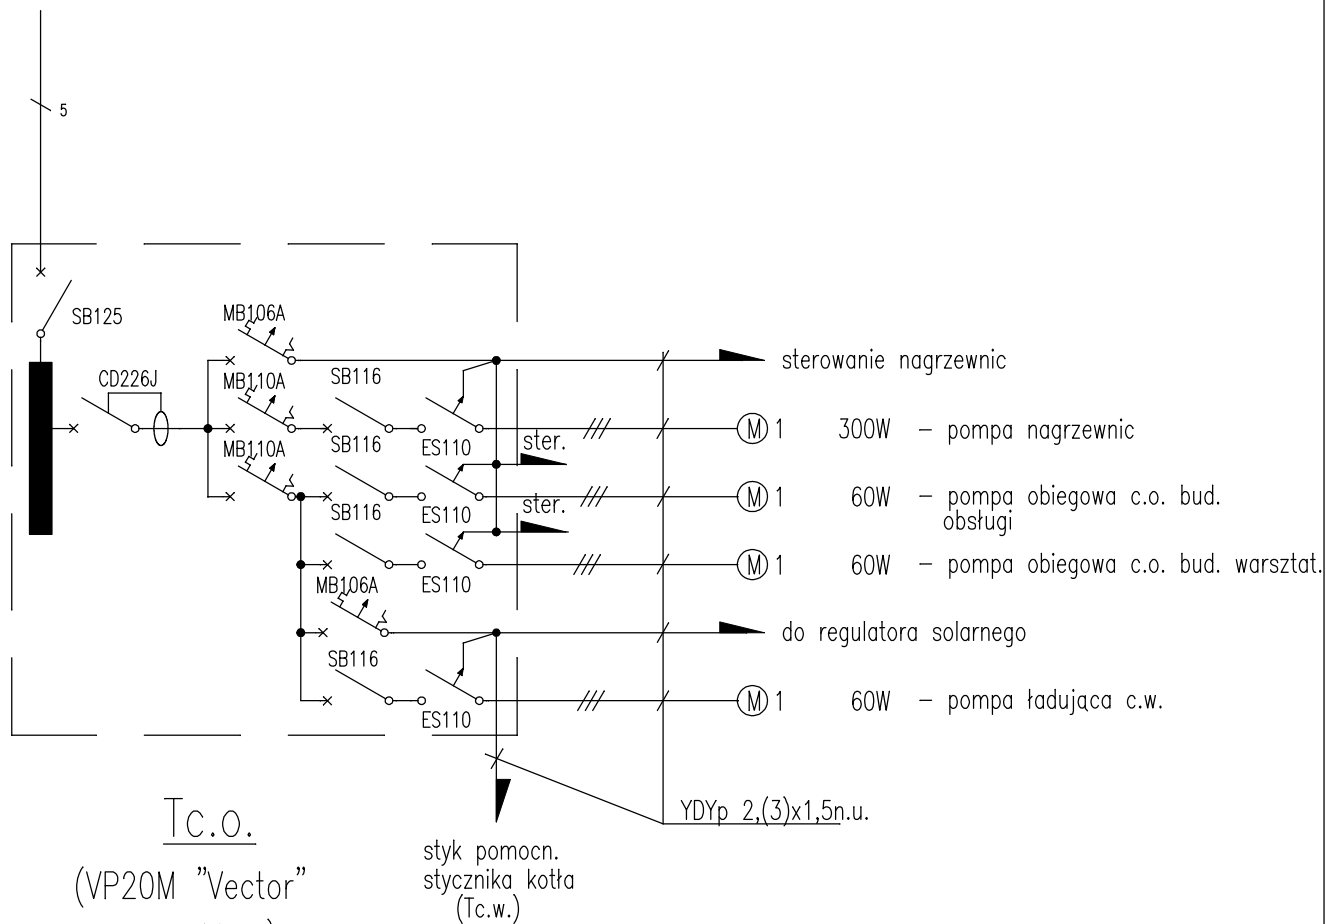 5
SB125
MB106A
sterowanie nagrzewnic
CD226J
MB110A
SB116
ES110
M 1 300W – pompa nagrzewnic
MB110A
SB116
ster.
ES110
M 1 60W – pompa obiegowa c.o. bud.
obsługi
SB116
ster.
ES110
M 1 60W – pompa obiegowa c.o. bud. warsztat.
MB106A
do regulatora solarnego
SB116
ES110
M 1 60W – pompa ładująca c.w.
YDYp 2,(3)x1,5n.u.
Tc.o.
(VP20M "Vector"
styk pomocn.
stycznika kotła
(Tc.w.)